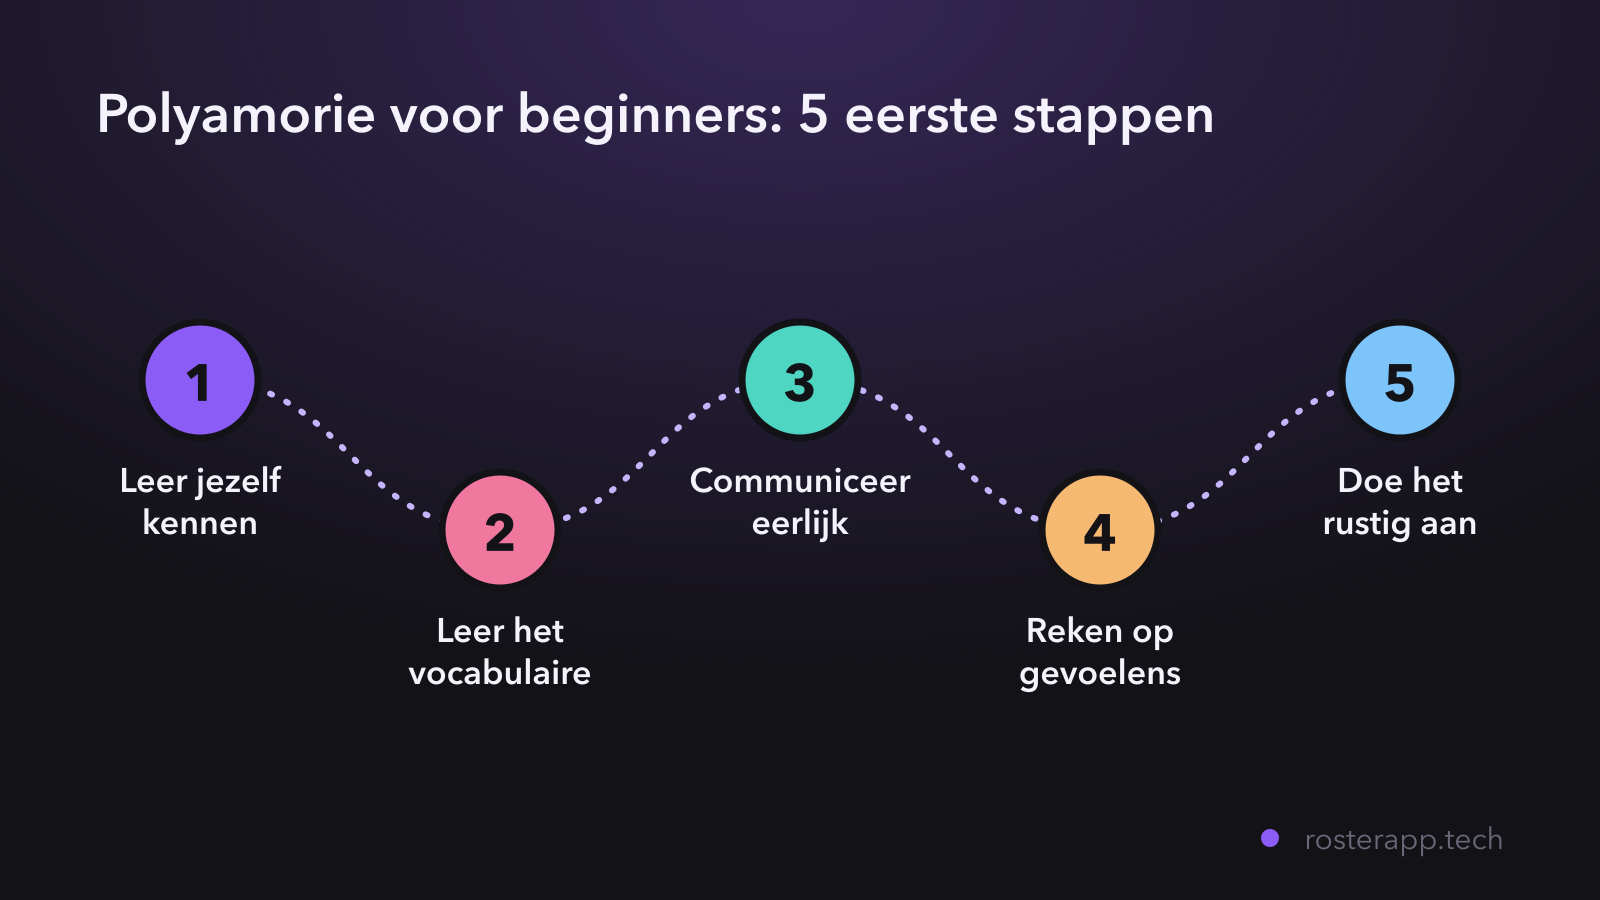 Polyamorie voor beginners: 5 eerste stappen
1
Leer jezelf
kennen
2
Leer het
vocabulaire
3
Communiceer
eerlijk
4
Reken op
gevoelens
5
Doe het
rustig aan
rosterapp.tech